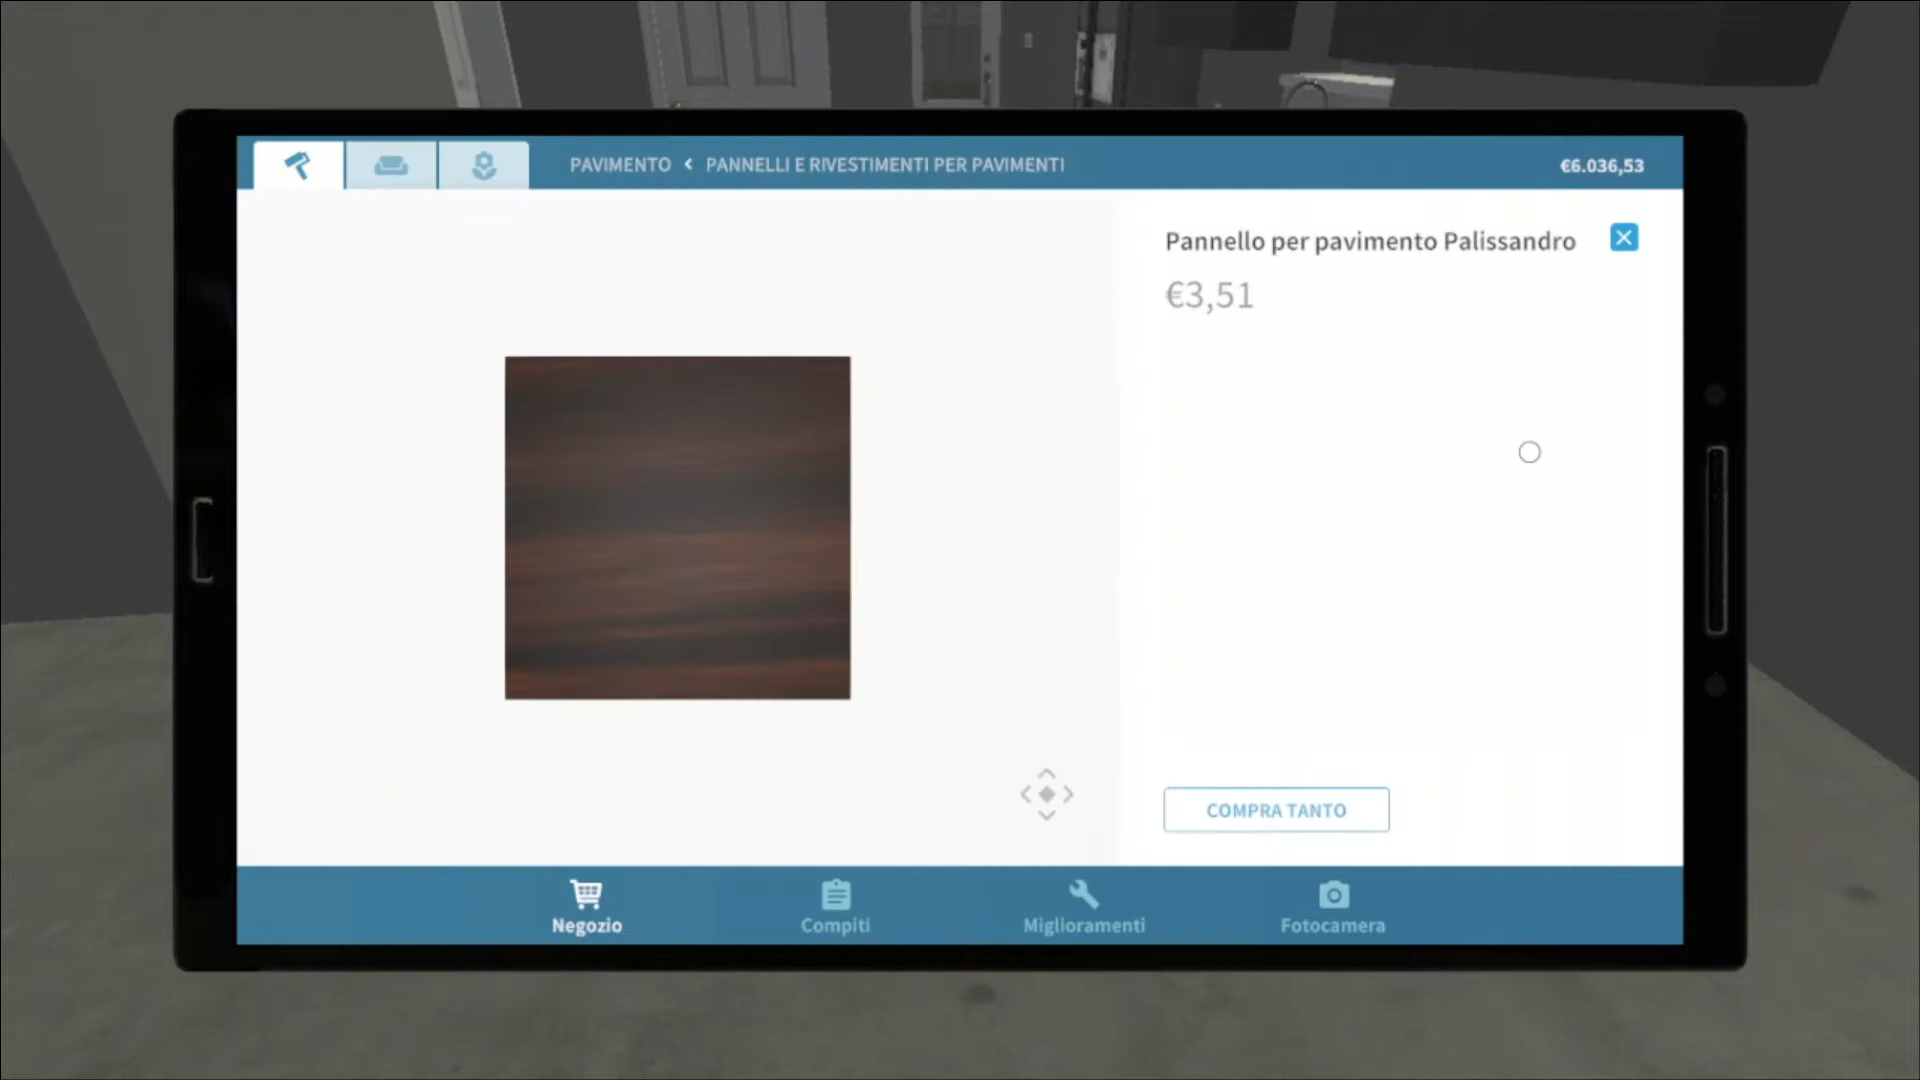 PAVIMENTO < PANNELLI E RIVESTIMENTI PER PAVIMENTI
€6.036,53
Pannello per pavimento Palissandro
€3,51
COMPRA TANTO
Negozio
Compiti
Miglioramenti
Fotocamera